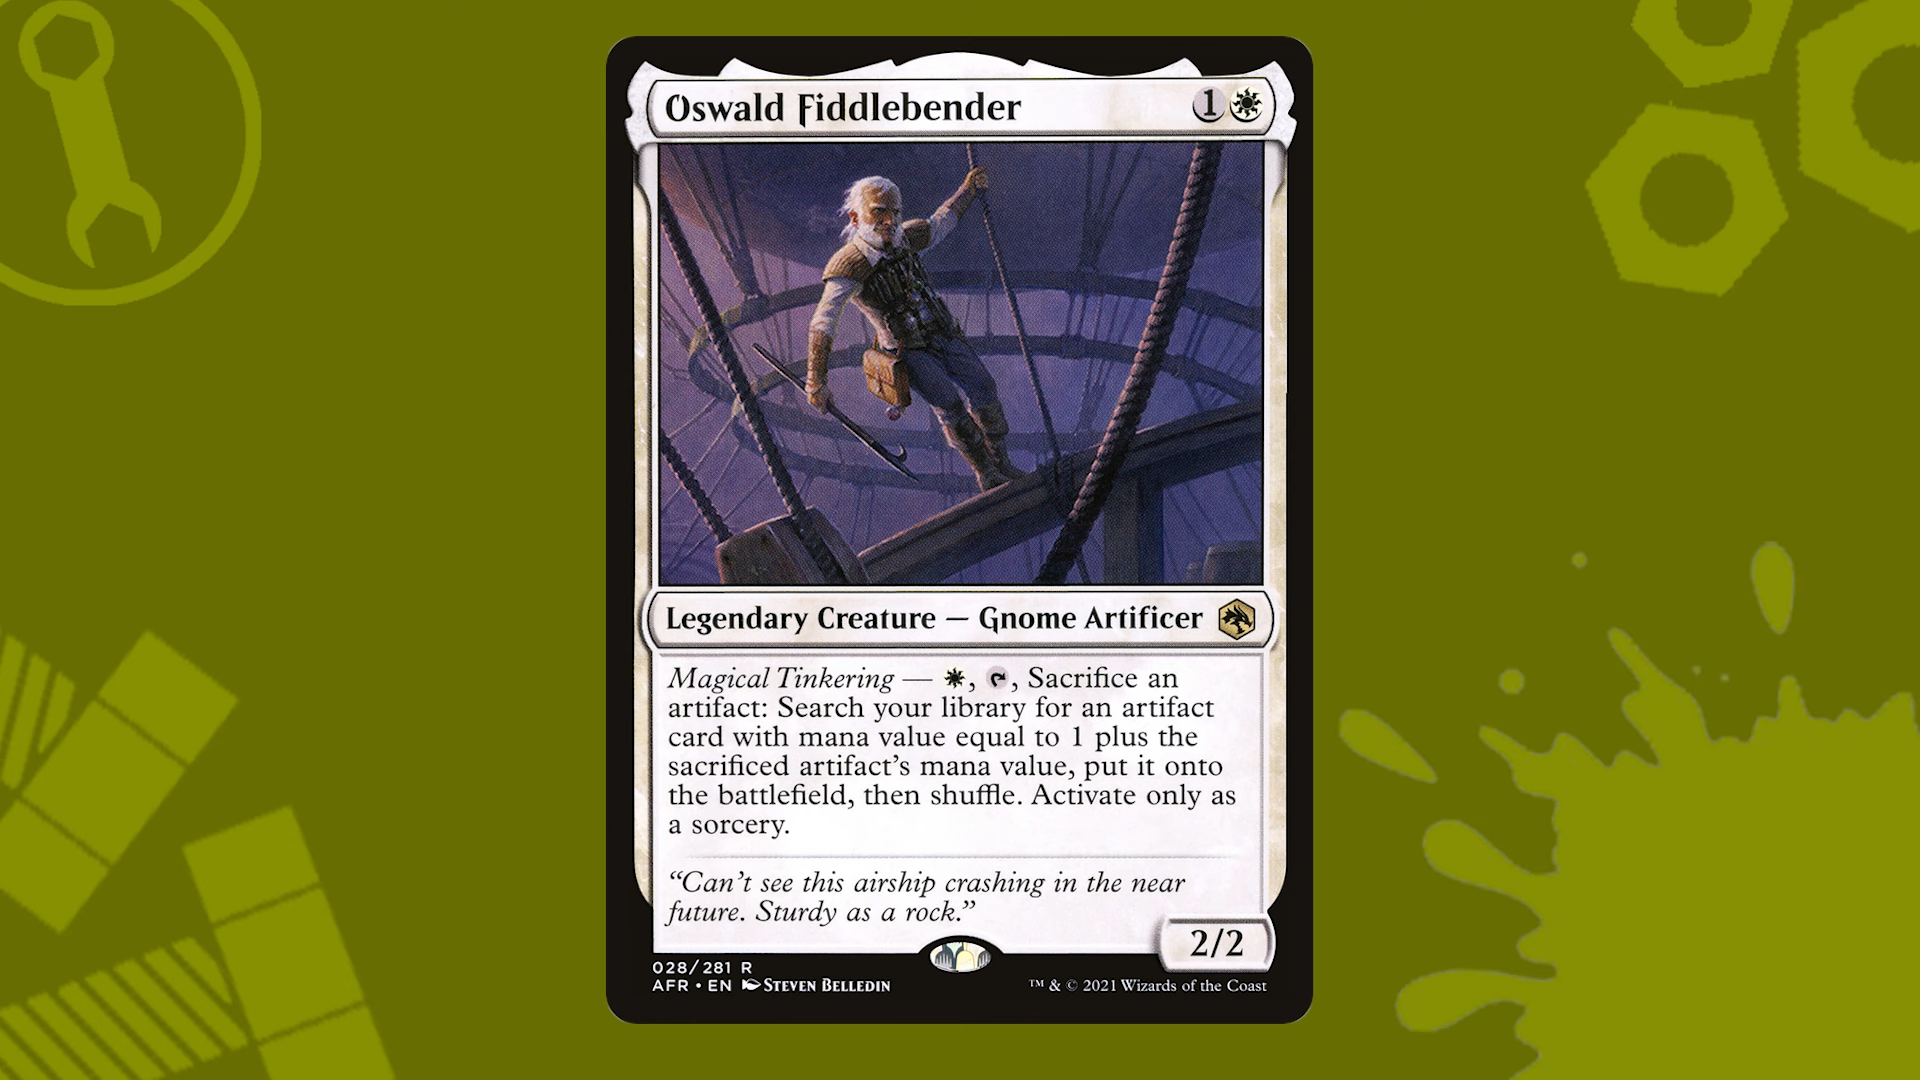 Oswald Fiddlebender 1
Legendary Creature — Gnome Artificer
Magical Tinkering — , , Sacrifice an
artifact: Search your library for an artifact
card with mana value equal to 1 plus the
sacrificed artifact’s mana value, put it onto
the battlefield, then shuffle. Activate only as
a sorcery.
“Can’t see this airship crashing in the near
future. Sturdy as a rock.”
2/2
028/281 R
AFR • EN Steven Belledin
™ & © 2021 Wizards of the Coast